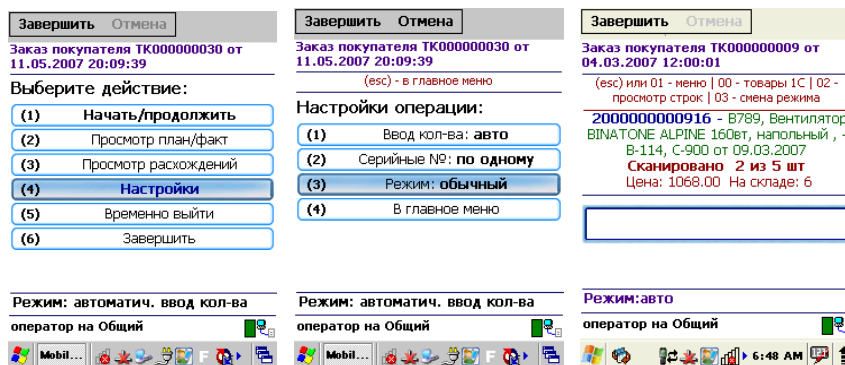 Завершить Отмена
Заказ покупателя ТК000000030 от
11.05.2007 20:09:39
Выберите действие:
(1) Начать/продолжить
(2) Просмотр план/факт
(3) Просмотр расхождений
(4) Настройки
(5) Временно выйти
(6) Завершить
Режим: автоматич. ввод кол-ва
оператор на Общий
Mobil...
F
Завершить Отмена
Заказ покупателя ТК000000030 от
11.05.2007 20:09:39
(esc) - в главное меню
Настройки операции:
(1) Ввод кол-ва: авто
(2) Серийные №: по одному
(3) Режим: обычный
(4) В главное меню
Режим: автоматич. ввод кол-ва
оператор на Общий
Mobil...
F
Завершить Отмена
Заказ покупателя ТК000000009 от
04.03.2007 12:00:01
(esc) или 01 - меню | 00 - товары 1С | 02 -
просмотр строк | 03 - смена режима
2000000000916 - В789, Вентилятор
BINATONE ALPINE 160вт, напольный , -
В-114, С-900 от 09.03.2007
Сканировано 2 из 5 шт
Цена: 1068.00 На складе: 6
Режим:авто
оператор на Общий
6:48 AM